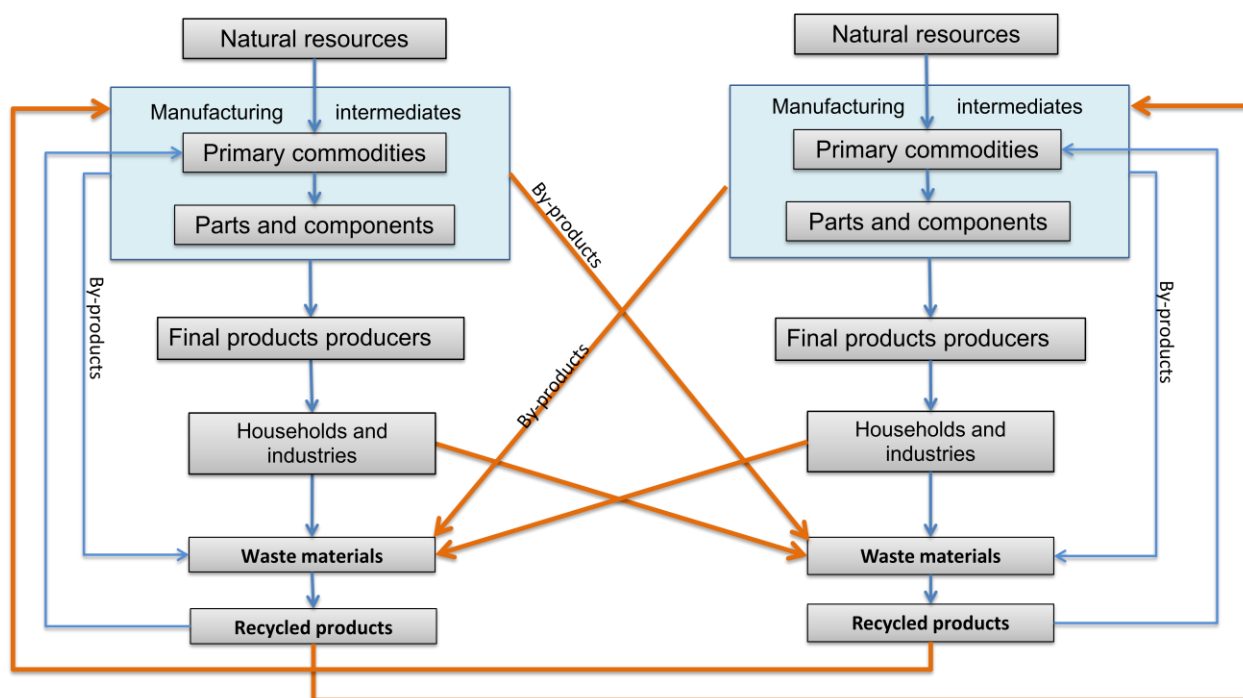 Natural resources
Manufacturing intermediates
Primary commodities
Parts and components
By-products
Final products producers
Households and
industries
Waste materials
Recycled products
By-products
By-products
Natural resources
Manufacturing intermediates
Primary commodities
Parts and components
By-products
Final products producers
Households and
industries
Waste materials
Recycled products